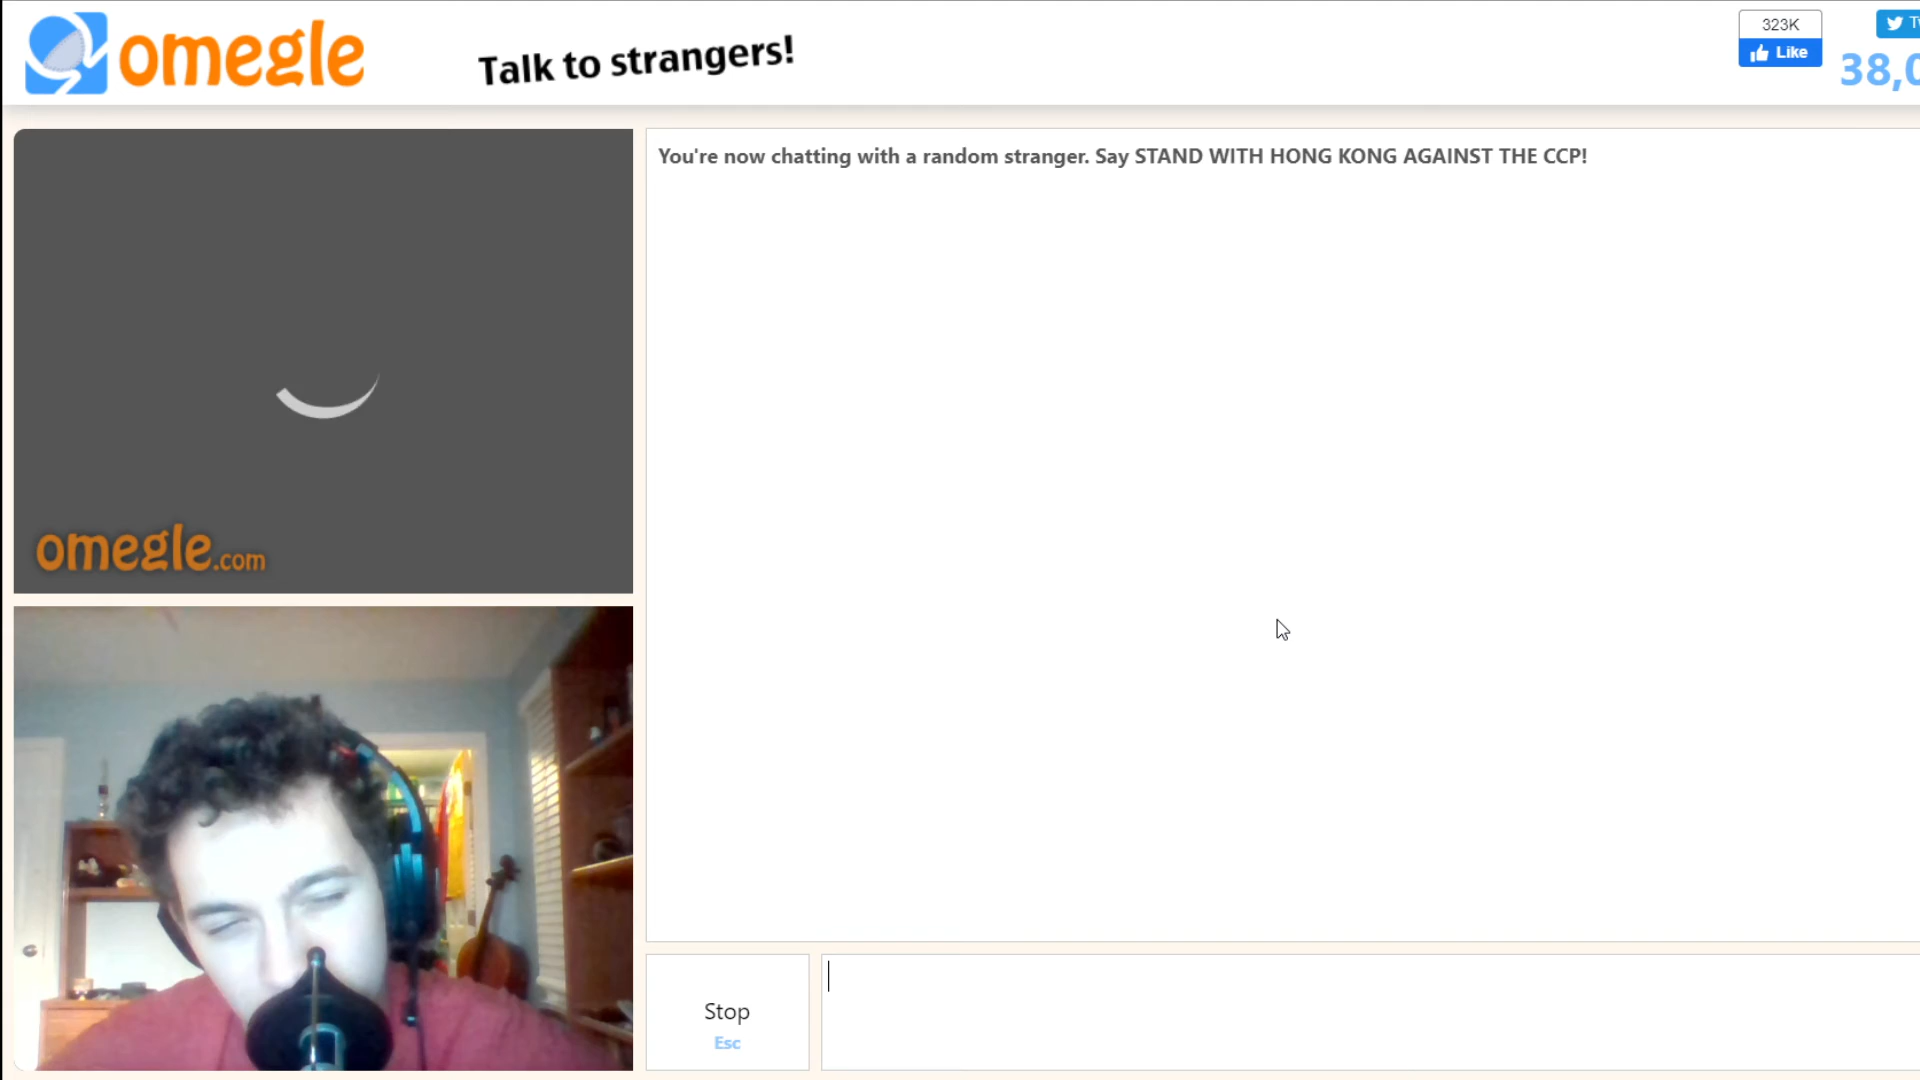 omegle
Talk to strangers!
323K
Like
38,0
You're now chatting with a random stranger. Say STAND WITH HONG KONG AGAINST THE CCP!
omegle.com
Stop
Esc